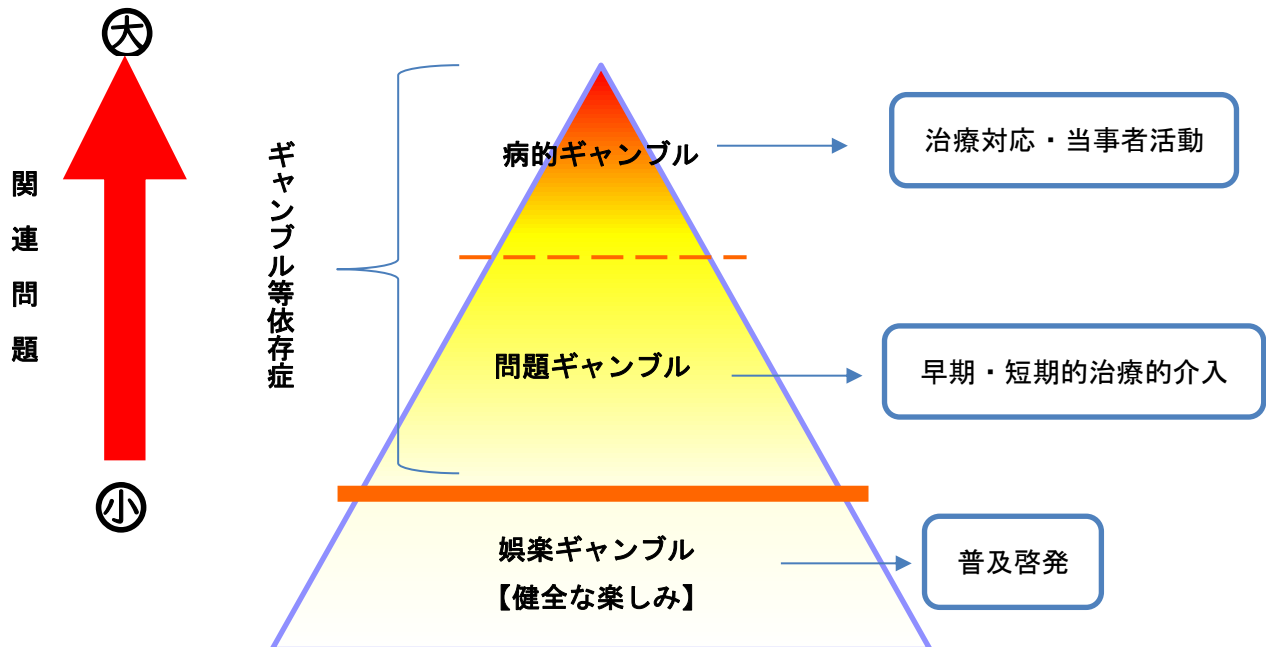 大
関連問題
小
ギャンブル等依存症
病的ギャンブル
治療対応・当事者活動
問題ギャンブル
早期・短期的治療的介入
娯楽ギャンブル
【健全な楽しみ】
普及啓発